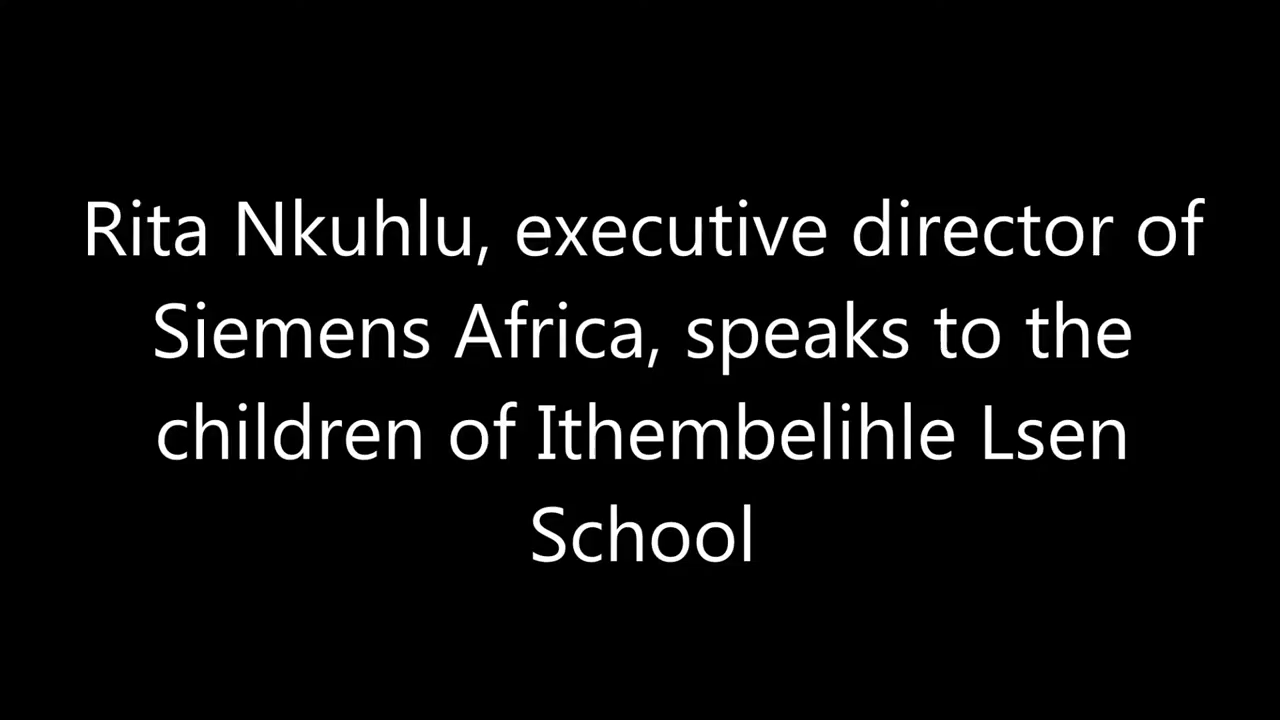 Rita Nkuhlu, executive director of
Siemens Africa, speaks to the
children of Ithembelihle Lsen
School